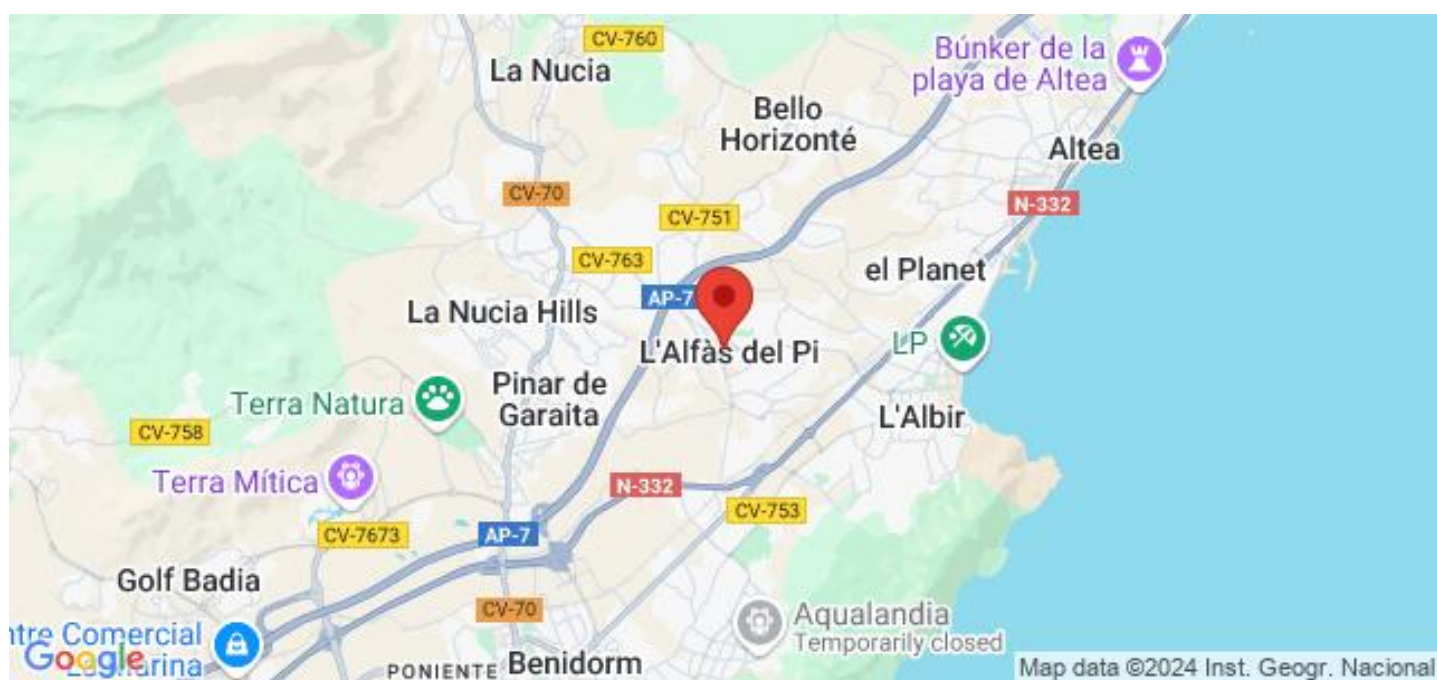 CV-760
La Nucia
Búnker de la
playa de Altea
Bello
Horizonté
Altea
CV-70
N-332
CV-751
CV-763
el Planet
AP-7
La Nucia Hills
L'Alfàs del Pi
LP
Pinar de
Garaita
Terra Natura
L'Albir
CV-758
Terra Mítica
N-332
CV-753
CV-7673
AP-7
Golf Badia
CV-70
Aqualandia
Temporarily closed
ntre Comercial
Google
arina
PONIENTE
Benidorm
Map data ©2024 Inst. Geogr. Nacional